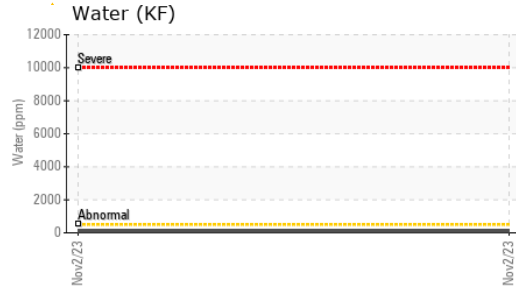 Water (KF)
12000
10000
8000
6000
4000
2000
0
Water (ppm)
Severe
Abnormal
Nov2/23
Nov2/23